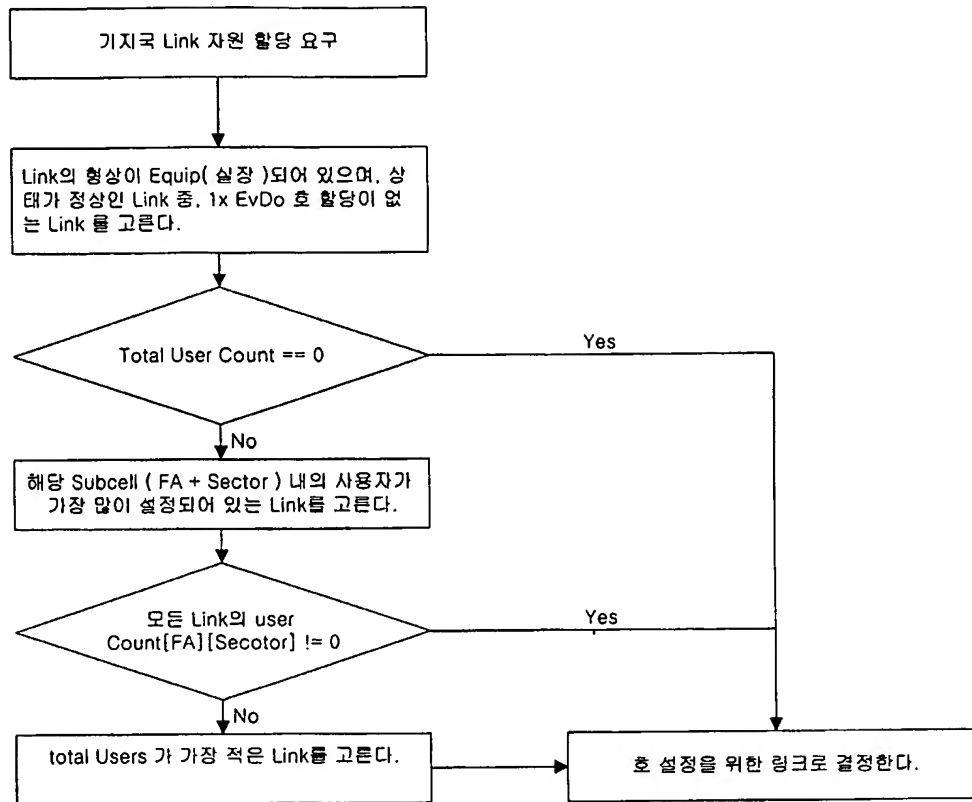 기지국 Link 자원 할당 요구
Link의 형상이 Equip( 실장 )되어 있으며, 상
태가 정상인 Link 중, 1x EvDo 호 할당이 없
는 Link 를 고른다.
Total User Count == 0
Yes
No
해당 Subcell ( FA + Sector ) 내의 사용자가
가장 많이 설정되어 있는 Link를 고른다.
모든 Link의 user
Count[FA][Secotor] != 0
Yes
No
total Users 가 가장 적은 Link를 고른다.
호 설정을 위한 링크로 결정한다.